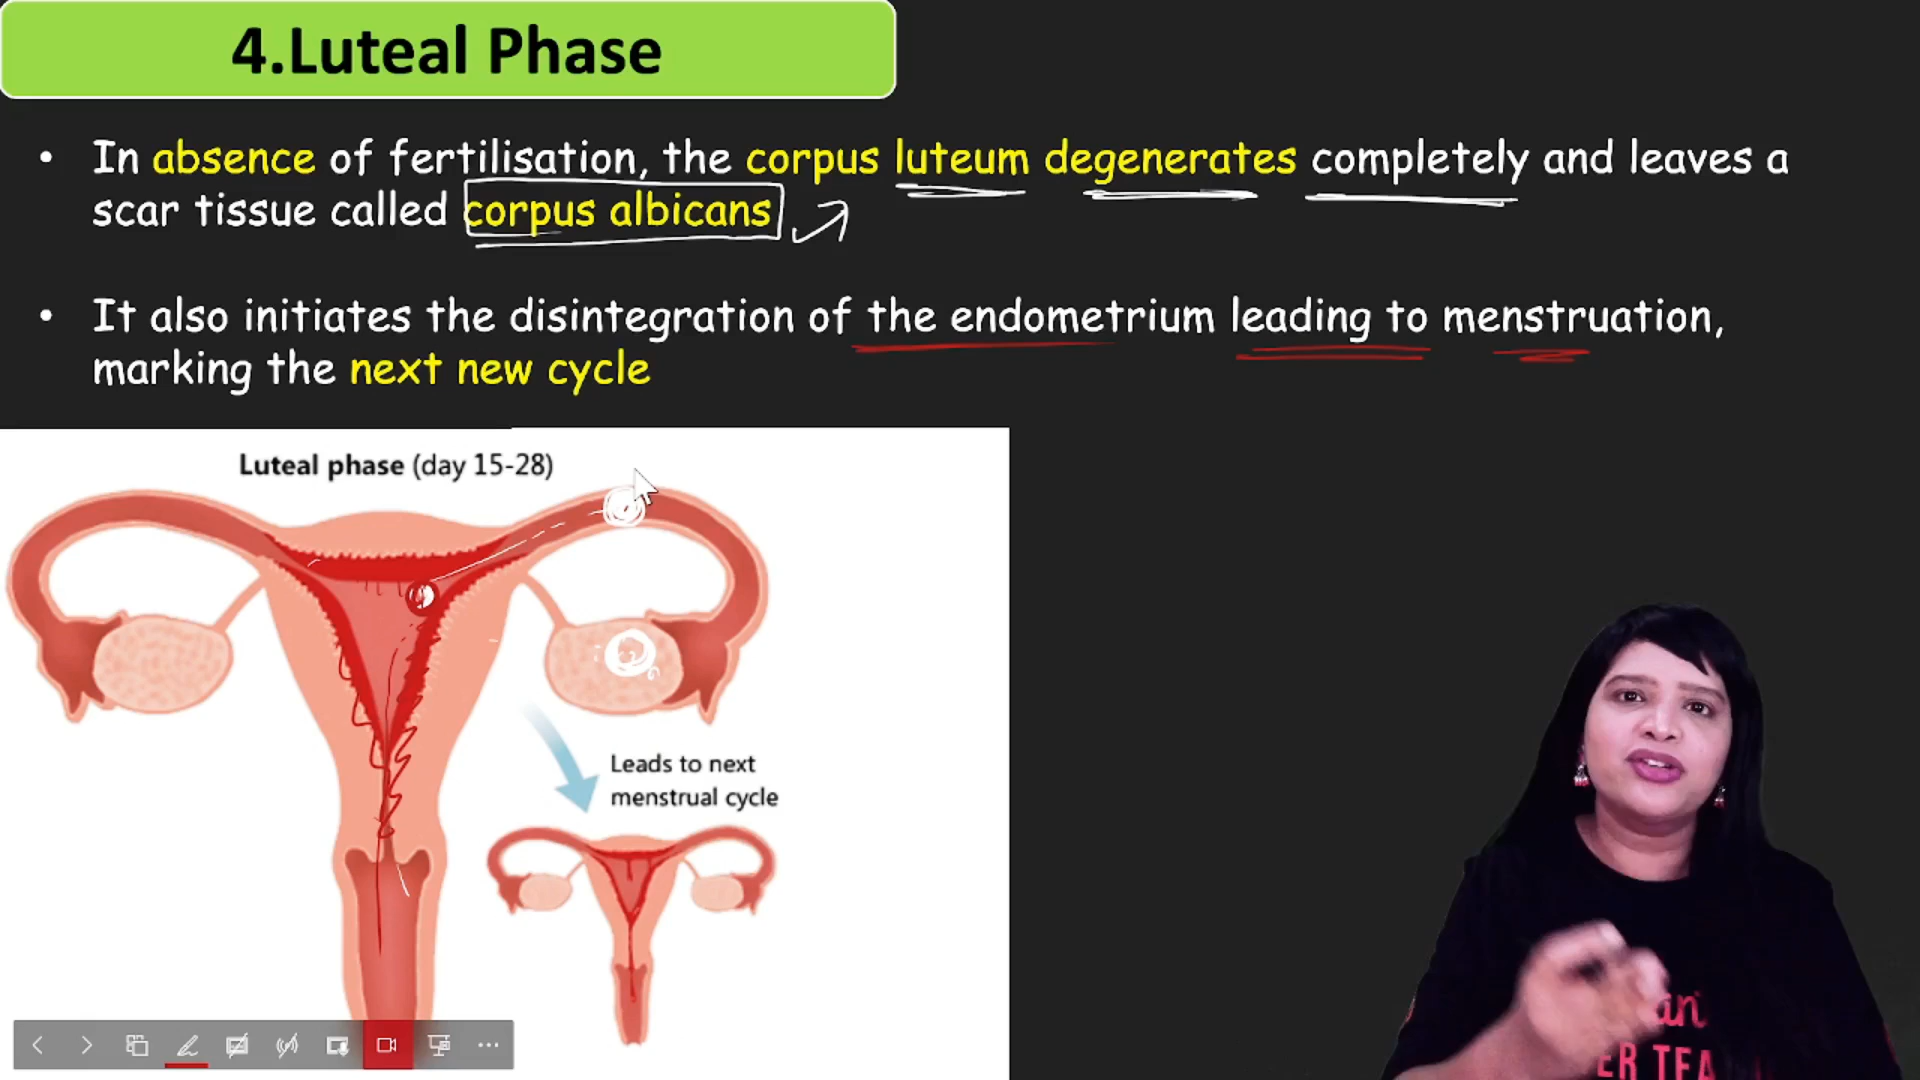 4.Luteal Phase
• In absence of fertilisation, the corpus luteum degenerates completely and leaves a
scar tissue called corpus albicans
• It also initiates the disintegration of the endometrium leading to menstruation,
marking the next new cycle
Luteal phase (day 15-28)
Leads to next
menstrual cycle